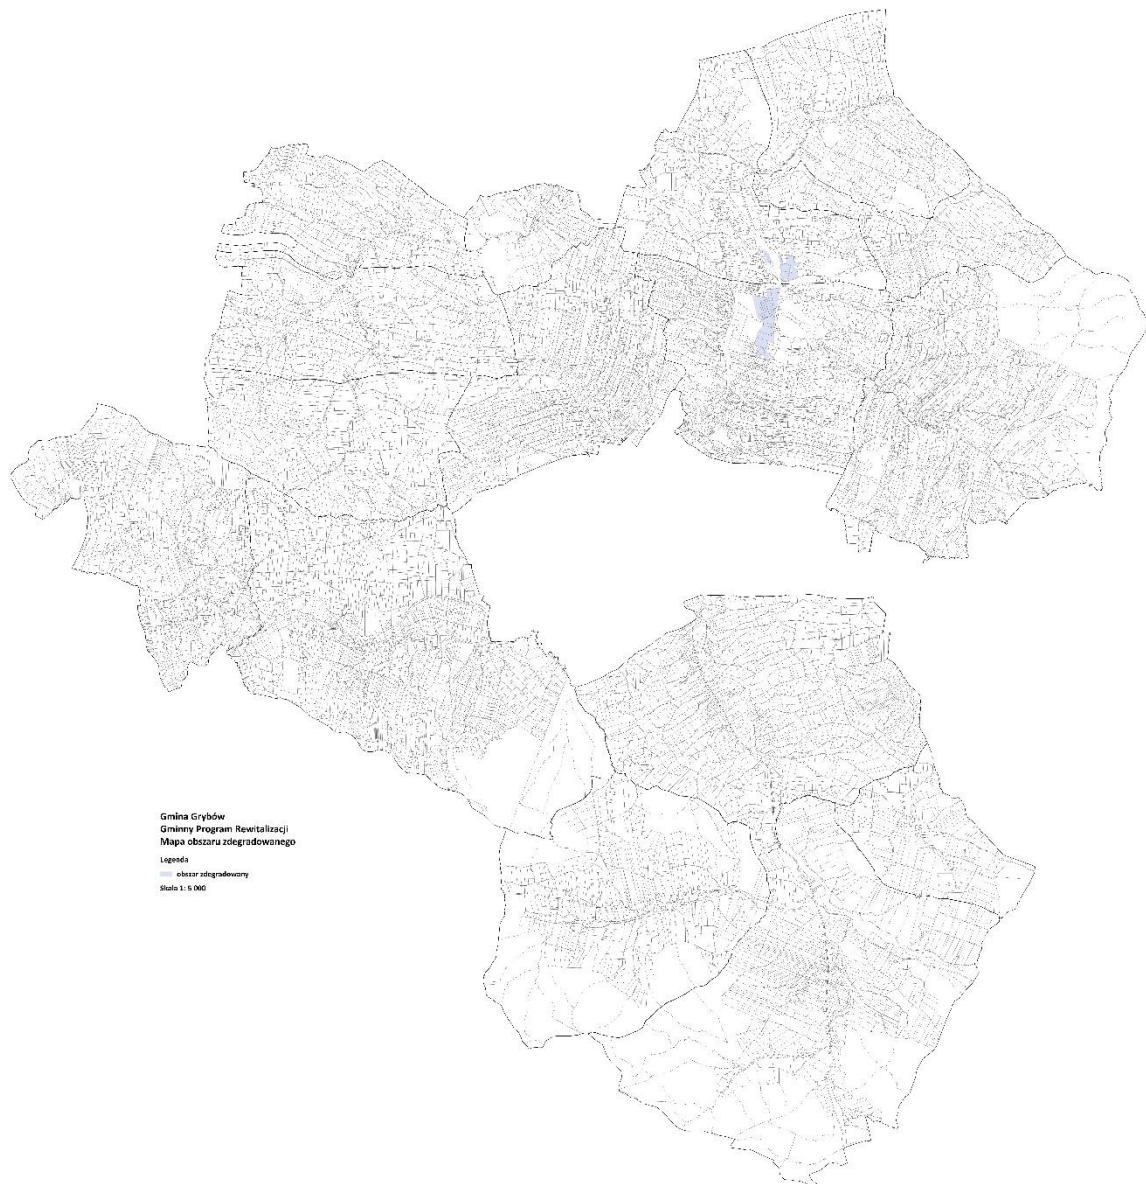 Gmina Grybów
Gminny Program Rewitalizacji
Mapa obszaru zdegradowanego
Legenda
obszar zdegradowany
Skala 1: 5 000